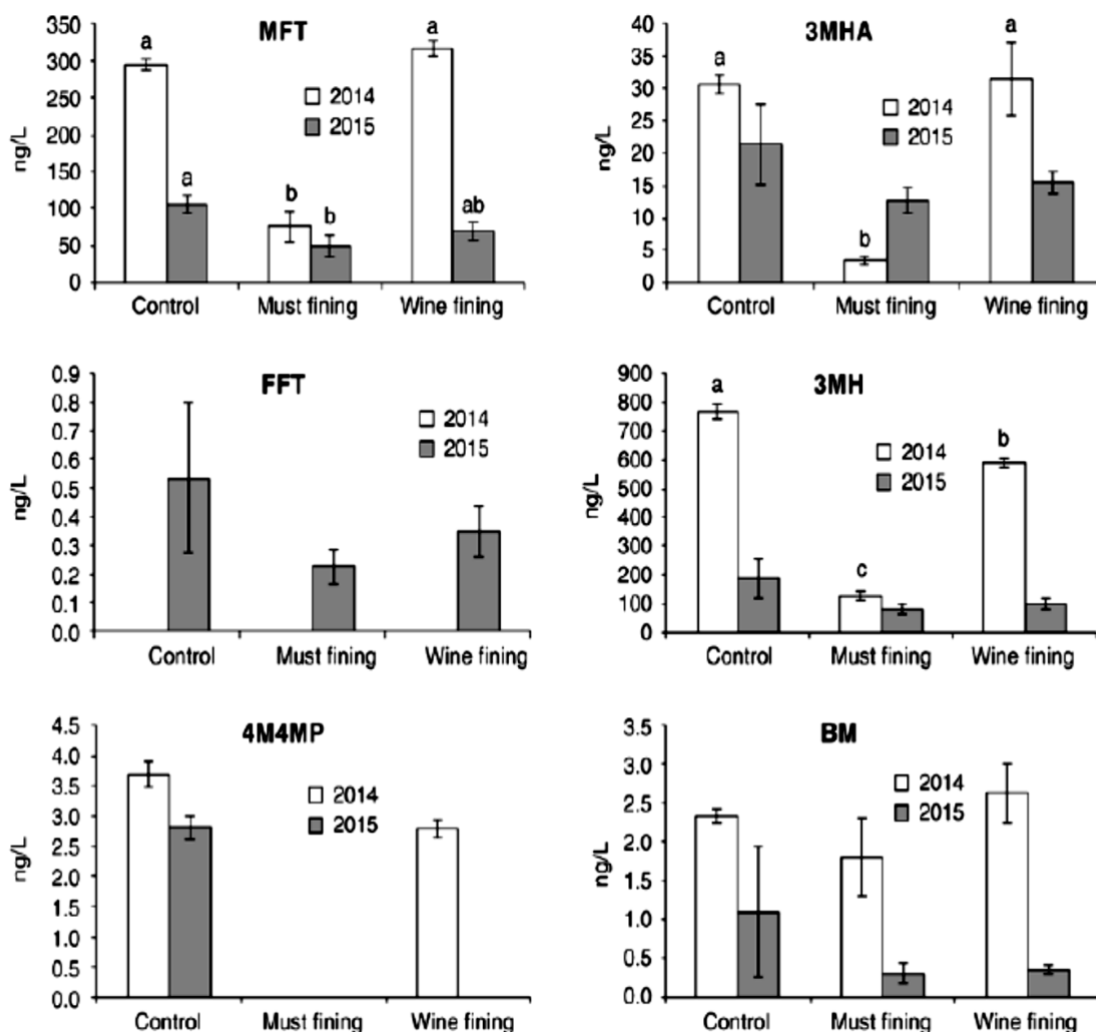 MFT
350
300
250
200
150
100
50
0
ng/L
a
a
b
b
a
ab
2014
2015
Control
Must fining
Wine fining
3MHA
40
35
30
25
20
15
10
5
0
ng/L
a
b
a
2014
2015
Control
Must fining
Wine fining
FFT
0.9
0.8
0.7
0.6
0.5
0.4
0.3
0.2
0.1
0.0
ng/L
2014
2015
Control
Must fining
Wine fining
3MH
900
800
700
600
500
400
300
200
100
0
ng/L
a
c
b
2014
2015
Control
Must fining
Wine fining
4M4MP
4.5
4.0
3.5
3.0
2.5
2.0
1.5
1.0
0.5
0.0
ng/L
2014
2015
Control
Must fining
Wine fining
BM
3.5
3.0
2.5
2.0
1.5
1.0
0.5
0.0
ng/L
2014
2015
Control
Must fining
Wine fining